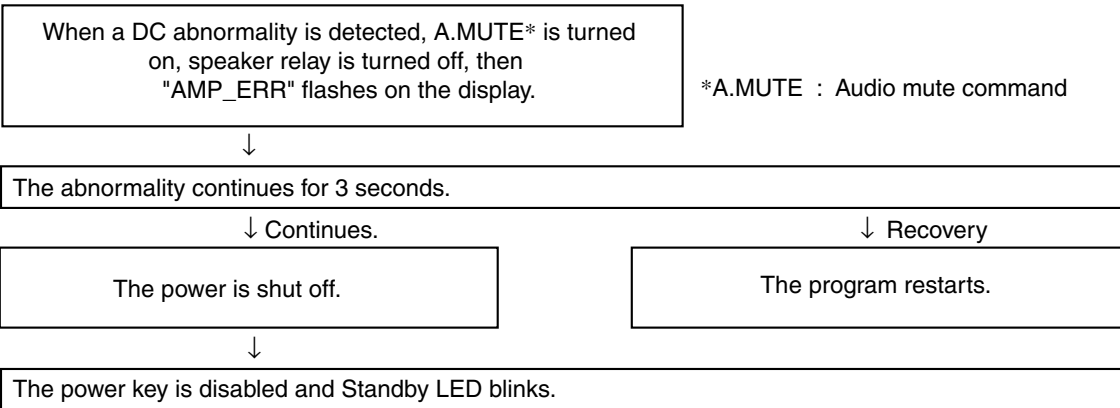 When a DC abnormality is detected, A.MUTE* is turned
on, speaker relay is turned off, then
"AMP_ERR" flashes on the display.
*A.MUTE : Audio mute command
↓
The abnormality continues for 3 seconds.
↓ Continues.
↓ Recovery
The power is shut off.
The program restarts.
↓
The power key is disabled and Standby LED blinks.